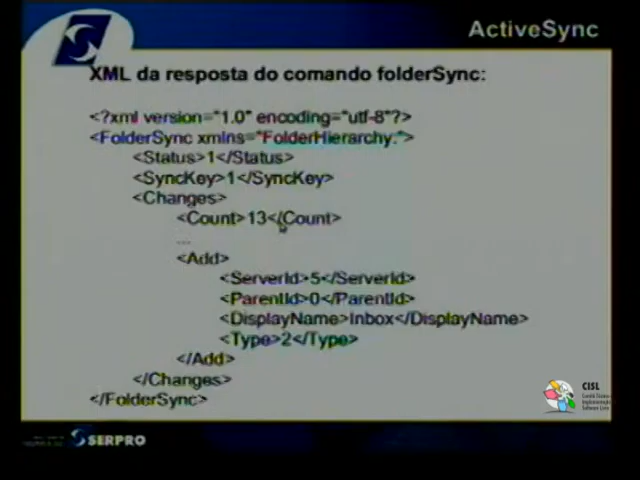 ActiveSync
XML da resposta do comando folderSync:
<?xml version="1.0" encoding="utf-8"?>
<FolderSync xmlns="FolderHierarchy:">
<Status>1</Status>
<SyncKey>1</SyncKey>
<Changes>
<Count>13</Count>
...
<Add>
<ServerId>5</ServerId>
<ParentId>0</ParentId>
<DisplayName>Inbox</DisplayName>
<Type>2</Type>
</Add>
</Changes>
</FolderSync>
CISL
SERPRO